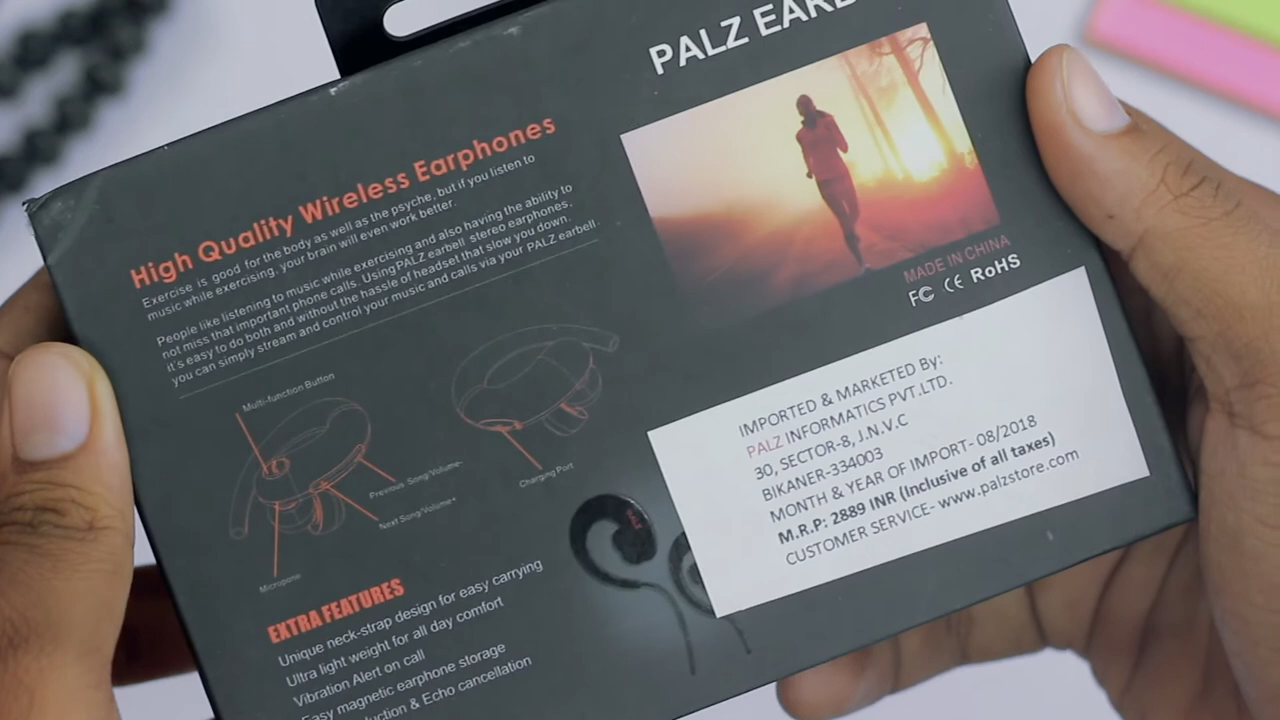 PALZ EARB
High Quality Wireless Earphones
Exercise is good for the body as well as the psyche, but if you listen to
music while exercising, your brain will even work better.
People like listening to music while exercising and also having the ability to
not miss that important phone calls. Using PALZ earbell stereo earphones,
it's easy to do both and without the hassle of headset that slow you down.
you can simply stream and control your music and calls via your PALZ earbell.
Multi-function Button
Previous Song/Volume-
Next Song/Volume+
Micropone
Charging Port
EXTRA FEATURES
Unique neck-strap design for easy carrying
Ultra light weight for all day comfort
Vibration Alert on call
Easy magnetic earphone storage
duction & Echo cancellation
MADE IN CHINA
FC CE RoHS
IMPORTED & MARKETED By:
PALZ INFORMATICS PVT.LTD.
30, SECTOR-8, J.N.V.C
BIKANER-334003
MONTH & YEAR OF IMPORT- 08/2018
M.R.P: 2889 INR (Inclusive of all taxes)
CUSTOMER SERVICE- www.palzstore.com
PALZ